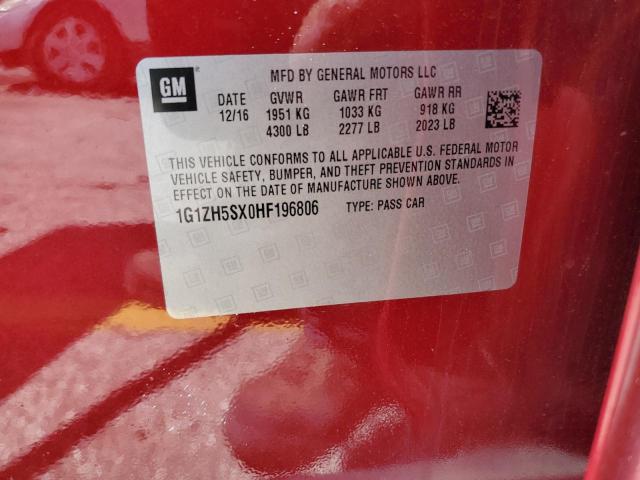 GM ® MFD BY GENERAL MOTORS LLC
DATE GVWR GAWR FRT GAWR RR
12/16 1951 KG 1033 KG 918 KG
4300 LB 2277 LB 2023 LB
THIS VEHICLE CONFORMS TO ALL APPLICABLE U.S. FEDERAL MOTOR
VEHICLE SAFETY, BUMPER, AND THEFT PREVENTION STANDARDS IN
EFFECT ON THE DATE OF MANUFACTURE SHOWN ABOVE.
1G1ZH5SX0HF196806 TYPE: PASS CAR